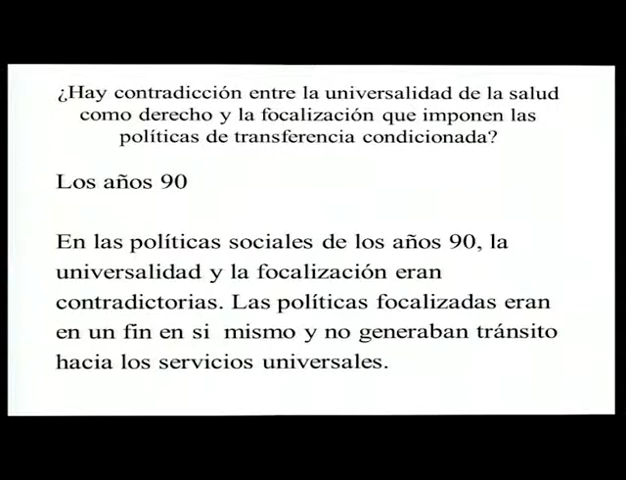 ¿Hay contradicción entre la universalidad de la salud
como derecho y la focalización que imponen las
políticas de transferencia condicionada?
Los años 90
En las políticas sociales de los años 90, la
universalidad y la focalización eran
contradictorias. Las políticas focalizadas eran
en un fin en si mismo y no generaban tránsito
hacia los servicios universales.